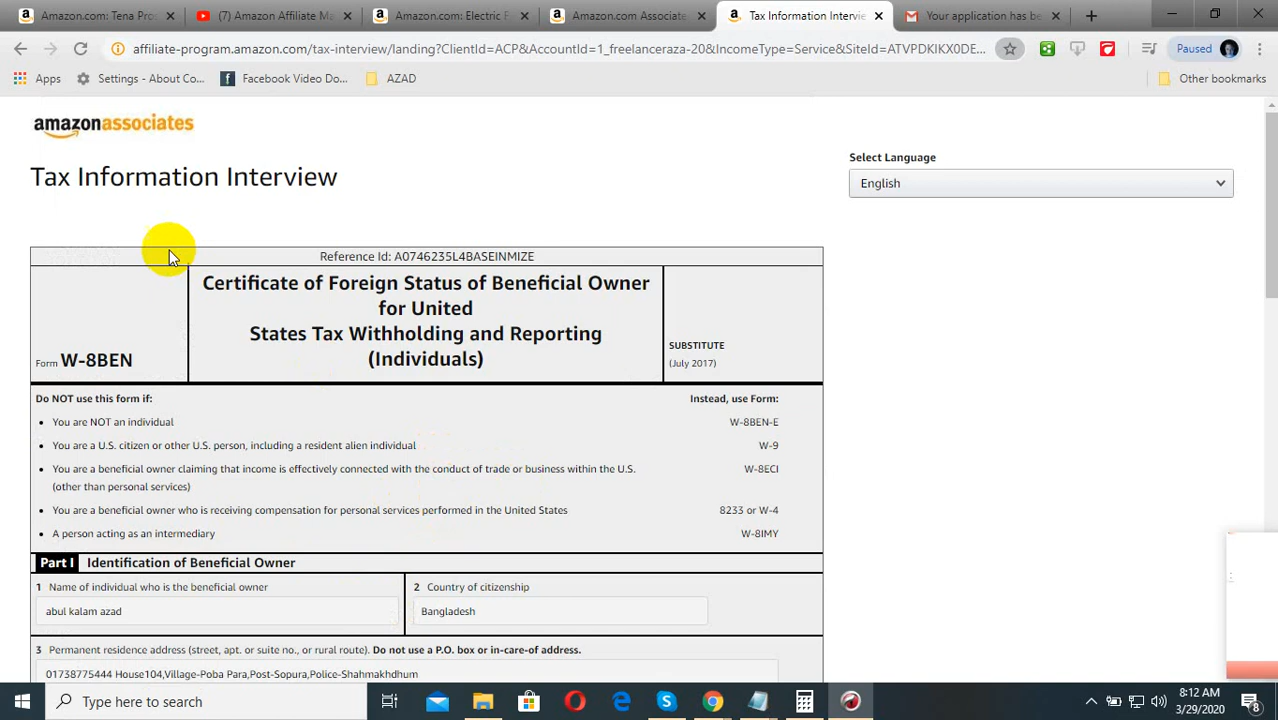 Amazon.com: Tena Pro
(7) Amazon Affiliate Ma
Amazon.com: Electric F
Amazon.com Associate
Tax Information Intervie
Your application has be
affiliate-program.amazon.com/tax-interview/landing?ClientId=ACP&AccountId=1_freelanceraza-20&IncomeType=Service&SiteId=ATVPDKIKX0DE...
Paused
Apps
Settings - About Co...
Facebook Video Do...
AZAD
Other bookmarks
amazonassociates
Select Language
Tax Information Interview
English
Reference Id: A0746235L4BASEINMIZE
Certificate of Foreign Status of Beneficial Owner
for United
States Tax Withholding and Reporting
(Individuals)
Form W-8BEN
SUBSTITUTE
(July 2017)
Do NOT use this form if: Instead, use Form:
• You are NOT an individual W-8BEN-E
• You are a U.S. citizen or other U.S. person, including a resident alien individual W-9
• You are a beneficial owner claiming that income is effectively connected with the conduct of trade or business within the U.S. W-8ECI
(other than personal services)
• You are a beneficial owner who is receiving compensation for personal services performed in the United States 8233 or W-4
• A person acting as an intermediary W-8IMY
Part I Identification of Beneficial Owner
1 Name of individual who is the beneficial owner
2 Country of citizenship
abul kalam azad
Bangladesh
3 Permanent residence address (street, apt. or suite no., or rural route). Do not use a P.O. box or in-care-of address.
01738775444 House104,Village-Poba Para,Post-Sopura,Police-Shahmakhdhum
Type here to search
8:12 AM
3/29/2020
8